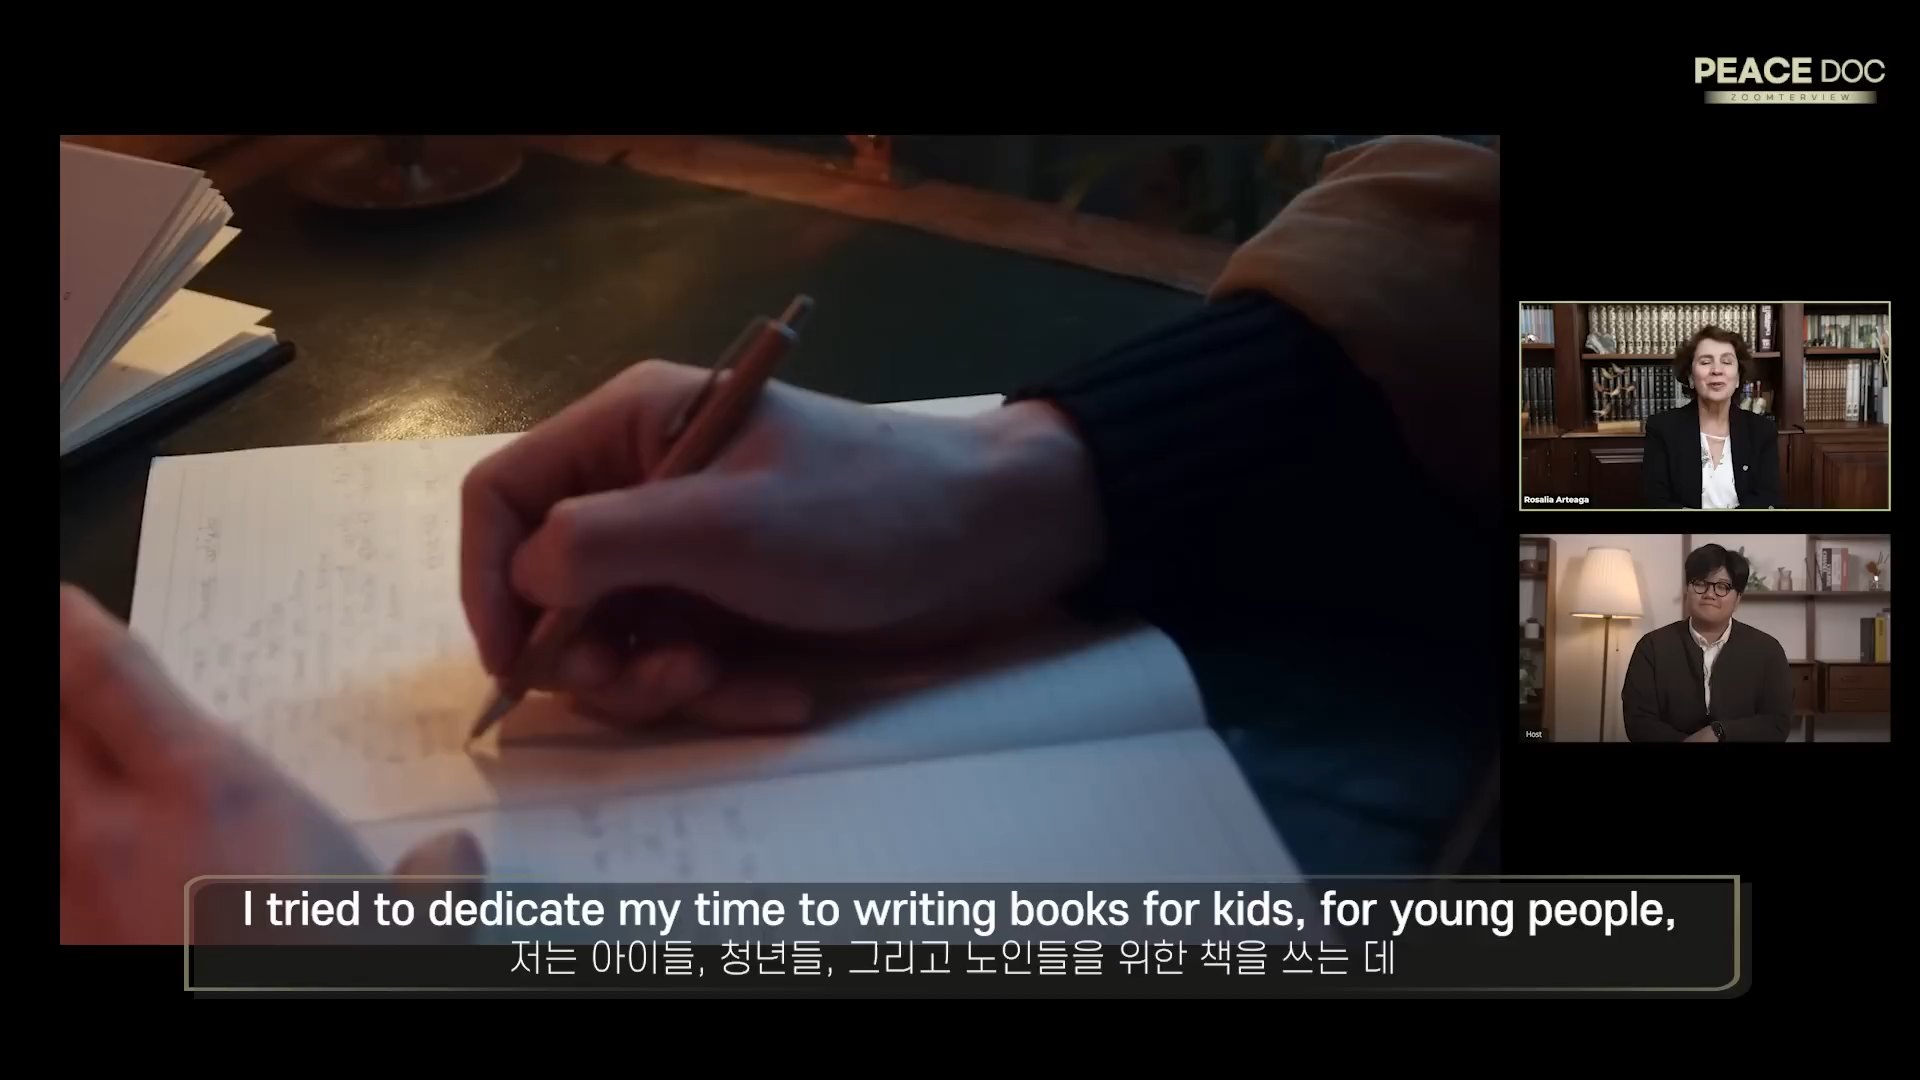 PEACE DOC
ZOOMTERVIEW
Rosalia Arteaga
Host
I tried to dedicate my time to writing books for kids, for young people,
저는 아이들, 청년들, 그리고 노인들을 위한 책을 쓰는 데